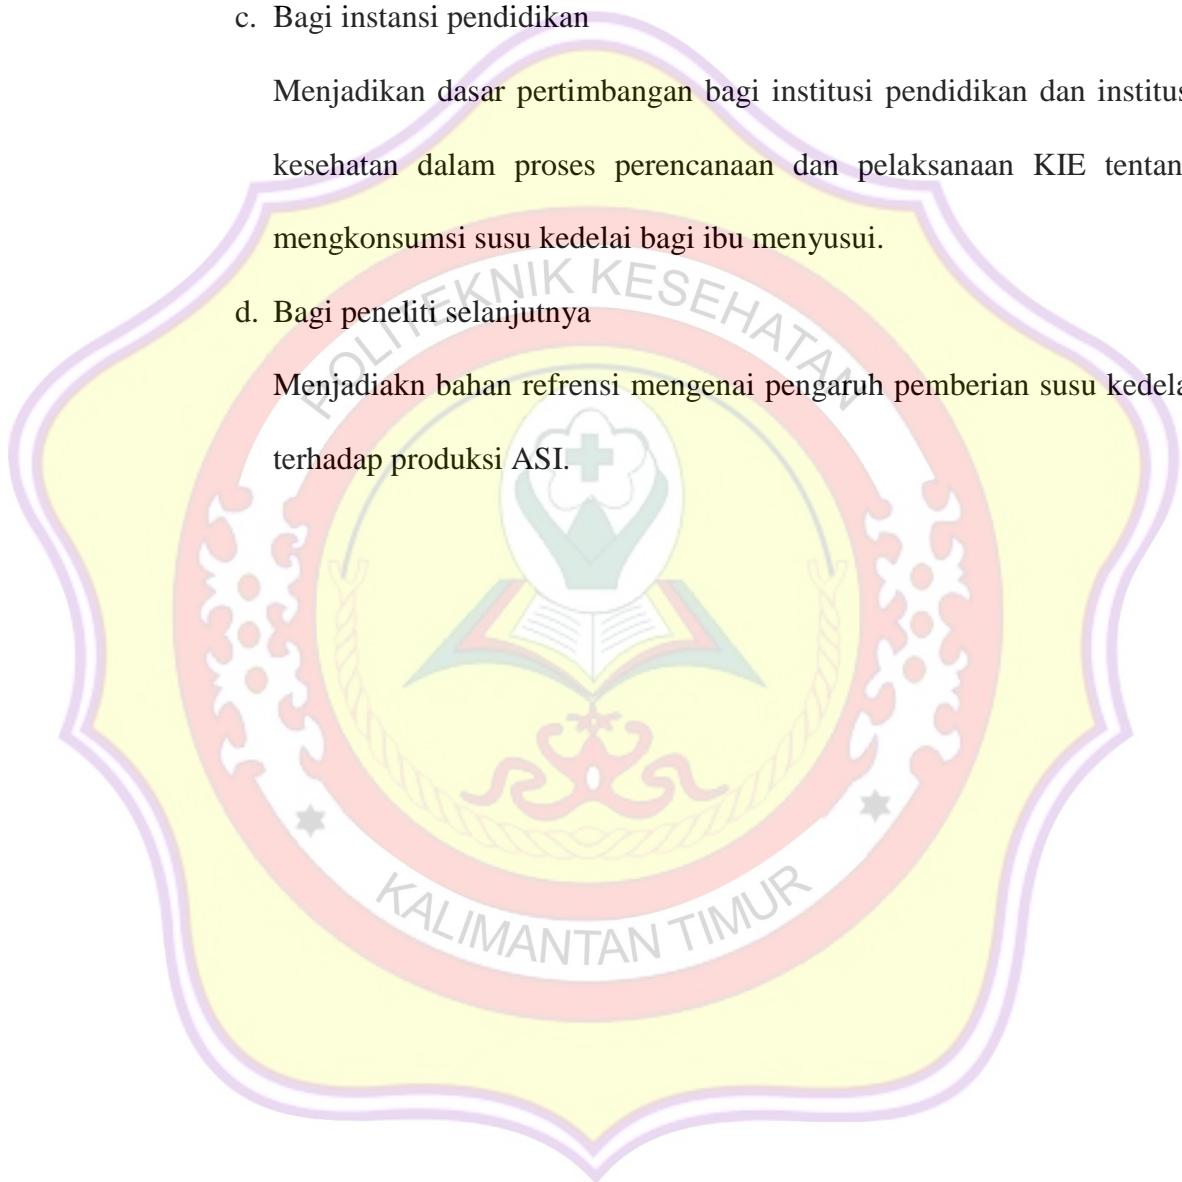 c. Bagi instansi pendidikan
Menjadikan dasar pertimbangan bagi institusi pendidikan dan institus
kesehatan dalam proses perencanaan dan pelaksanaan KIE tentan
mengkonsumsi susu kedelai bagi ibu menyusui.
d. Bagi peneliti selanjutnya
Menjadiakn bahan refrensi mengenai pengaruh pemberian susu kedela
terhadap produksi ASI.
POLITEKNIK KESEHATAN
KALIMANTAN TIMUR